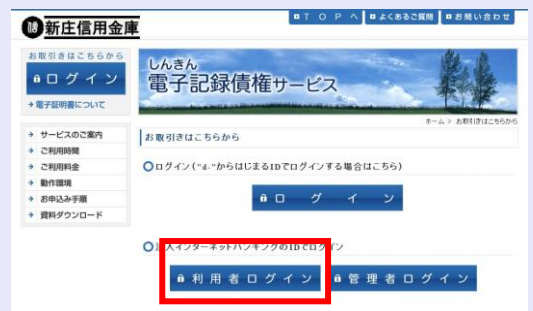 新庄信用金庫
TOPへ
よくあるご質問
お問い合わせ
お取引きはこちらから
ログイン
電子証明書について
しんきん
電子記録債権サービス
ホーム > お取引きはこちらから
サービスのご案内
ご利用時間
ご利用料金
動作環境
お申込み手順
資料ダウンロード
お取引きはこちらから
ログイン("d-"からはじまるIDでログインする場合はこちら)
ログイン
法人インターネットバンキングのIDでログイン
利用者ログイン
管理者ログイン